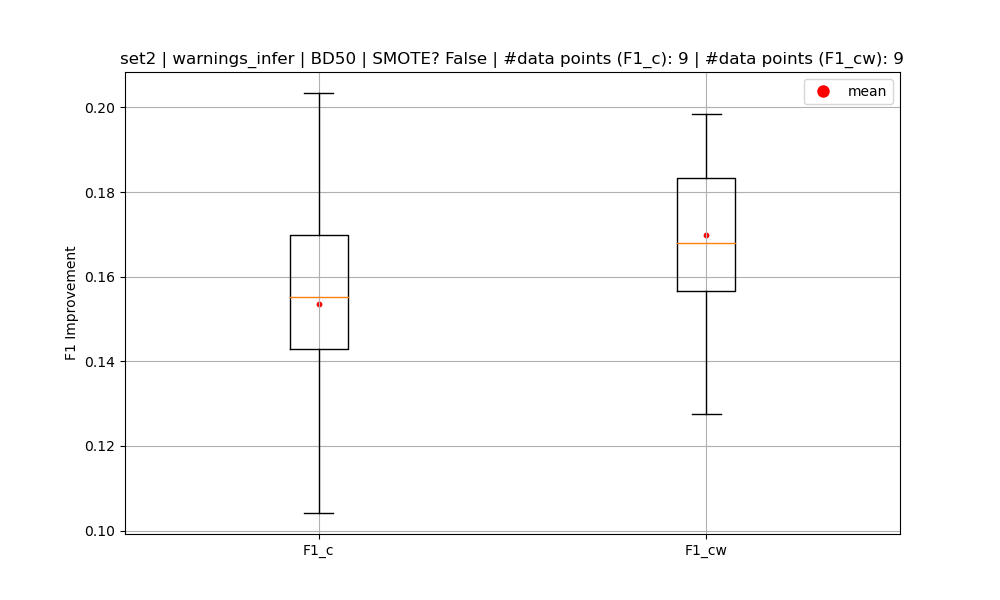 set2 | warnings_infer | BD50 | SMOTE? False | #data points (F1_c): 9 | #data points (F1_cw): 9
mean
0.20
0.18
0.16
0.14
0.12
0.10
F1 Improvement
F1_c
F1_cw